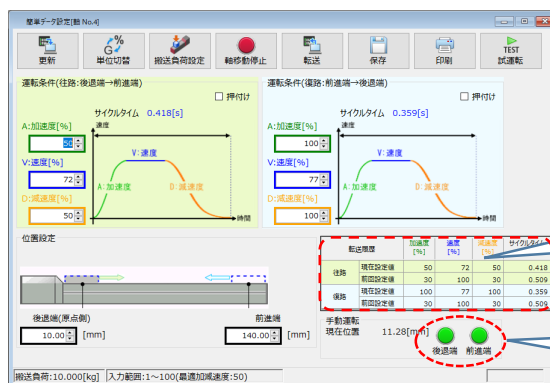 簡単データ設定[軸 No.4]
更新 単位切替 搬送負荷設定 軸移動停止 転送 保存 印刷 試運転
TEST
運転条件(往路:後退端→前進端)
押付け
サイクルタイム 0.418[s]
A:加速度[%]
50
V:速度[%]
72
D:減速度[%]
50
速度
V:速度
A:加速度
D:減速度
時間
運転条件(復路:前進端→後退端)
押付け
サイクルタイム 0.359[s]
A:加速度[%]
100
V:速度[%]
77
D:減速度[%]
100
速度
V:速度
A:加速度
D:減速度
時間
位置設定
後退端(原点側)
10.00 [mm]
前進端
140.00 [mm]
転送履歴 加速度[%] 速度[%] 減速度[%] サイクルタイム
往路 現在設定値 50 72 50 0.418
前回設定値 30 100 30 0.509
復路 現在設定値 100 77 100 0.359
前回設定値 30 100 30 0.509
手動運転
現在位置 11.28[mm]
後退端 前進端
搬送負荷:10.000[kg] 入力範囲:1～100(最適加減速度:50)